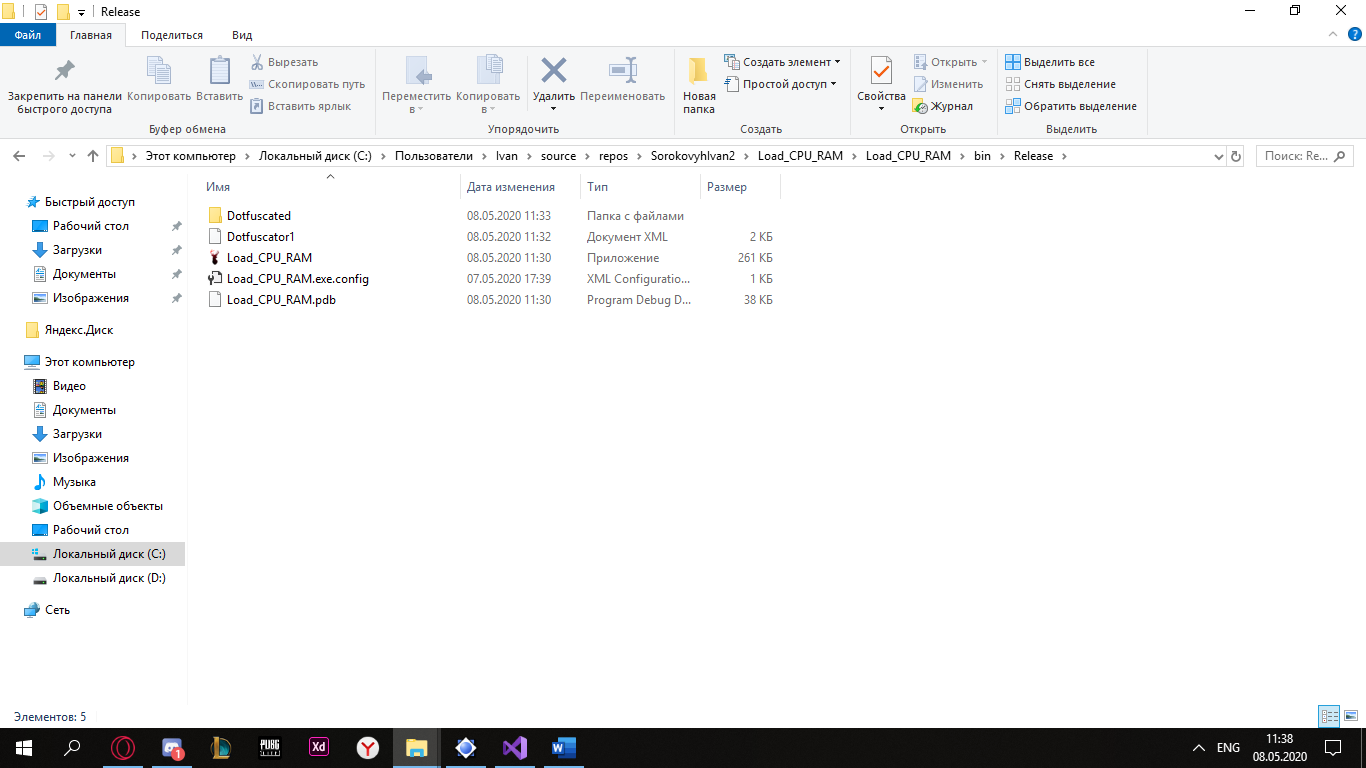 Release
Файл Главная Поделиться Вид
Закрепить на панели быстрого доступа
Копировать
Вставить
Вырезать
Скопировать путь
Вставить ярлык
Буфер обмена
Переместить в
Копировать в
Удалить
Переименовать
Упорядочить
Новая папка
Создать элемент
Простой доступ
Создать
Свойства
Открыть
Изменить
Журнал
Открыть
Выделить все
Снять выделение
Обратить выделение
Выделить
Этот компьютер Локальный диск (C:) Пользователи Ivan source repos SorokovyhIvan2 Load_CPU_RAM Load_CPU_RAM bin Release
Поиск: Re...
Быстрый доступ
Рабочий стол
Загрузки
Документы
Изображения
Яндекс.Диск
Этот компьютер
Видео
Документы
Загрузки
Изображения
Музыка
Объемные объекты
Рабочий стол
Локальный диск (C:)
Локальный диск (D:)
Сеть
Имя Дата изменения Тип Размер
Dotfuscated 08.05.2020 11:33 Папка с файлами
Dotfuscator1 08.05.2020 11:32 Документ XML 2 КБ
Load_CPU_RAM 08.05.2020 11:30 Приложение 261 КБ
Load_CPU_RAM.exe.config 07.05.2020 17:39 XML Configuratio... 1 КБ
Load_CPU_RAM.pdb 08.05.2020 11:30 Program Debug D... 38 КБ
Элементов: 5
1
PUBG
Xd
ENG
11:38
08.05.2020